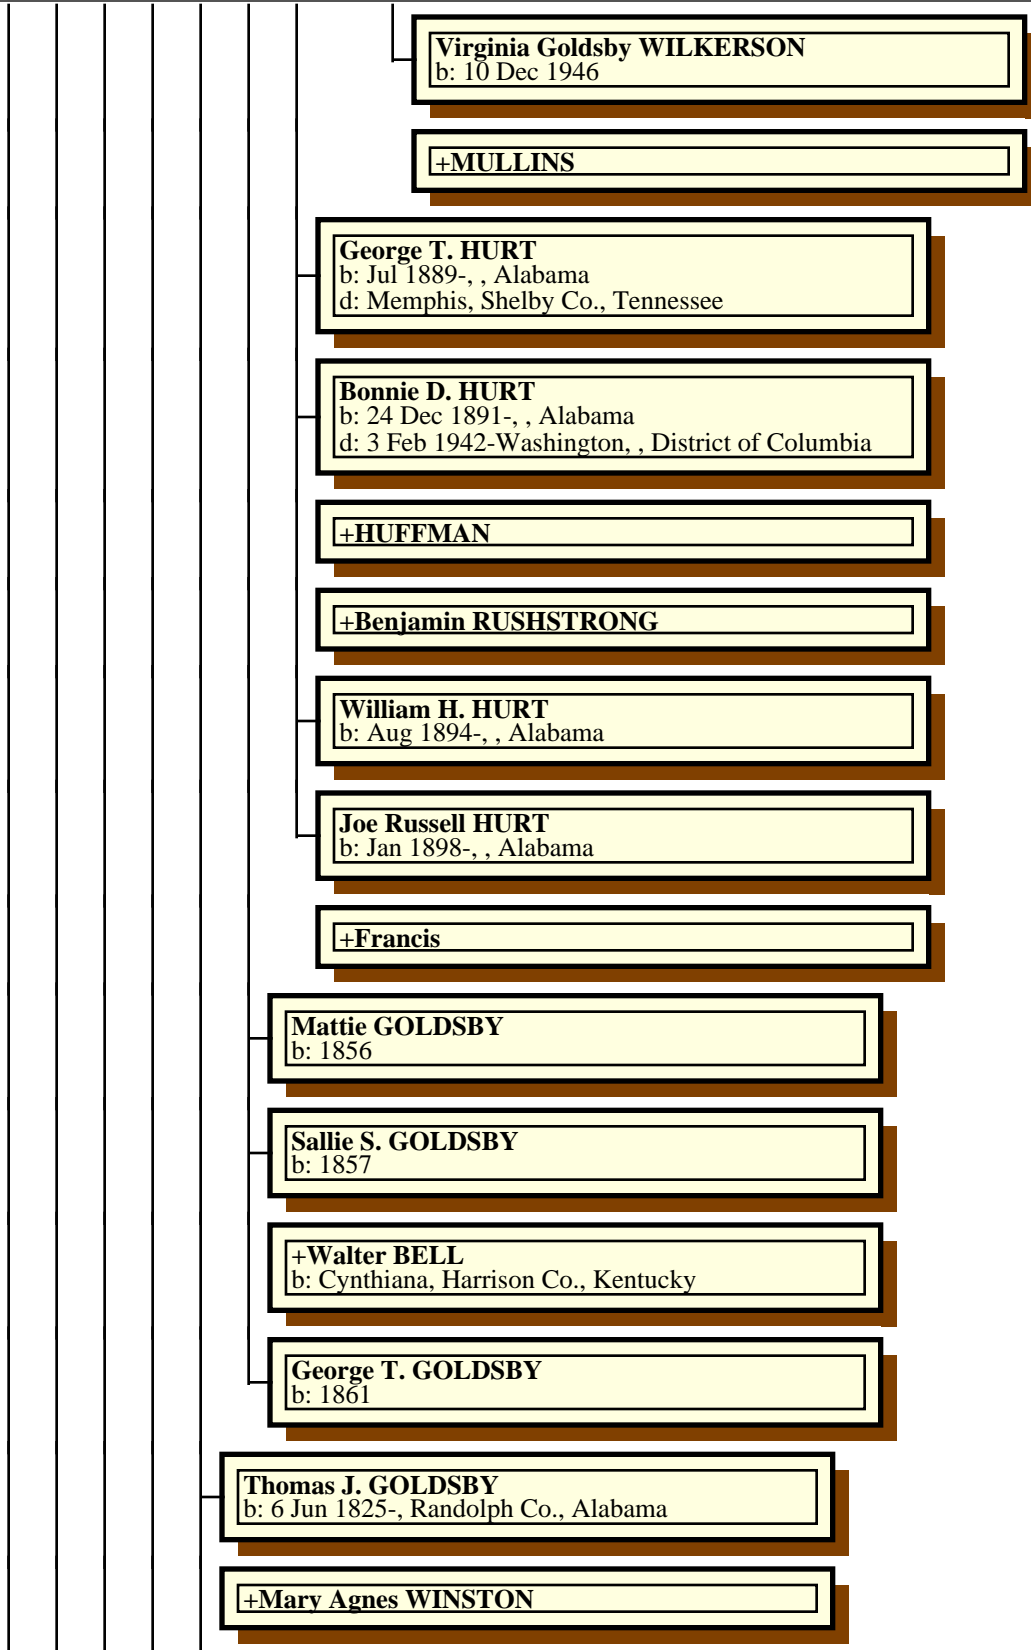 Virginia Goldsby WILKERSON
b: 10 Dec 1946
+MULLINS
George T. HURT
b: Jul 1889-, , Alabama
d: Memphis, Shelby Co., Tennessee
Bonnie D. HURT
b: 24 Dec 1891-, , Alabama
d: 3 Feb 1942-Washington, , District of Columbia
+HUFFMAN
+Benjamin RUSHSTRONG
William H. HURT
b: Aug 1894-, , Alabama
Joe Russell HURT
b: Jan 1898-, , Alabama
+Francis
Mattie GOLDSBY
b: 1856
Sallie S. GOLDSBY
b: 1857
+Walter BELL
b: Cynthiana, Harrison Co., Kentucky
George T. GOLDSBY
b: 1861
Thomas J. GOLDSBY
b: 6 Jun 1825-, Randolph Co., Alabama
+Mary Agnes WINSTON